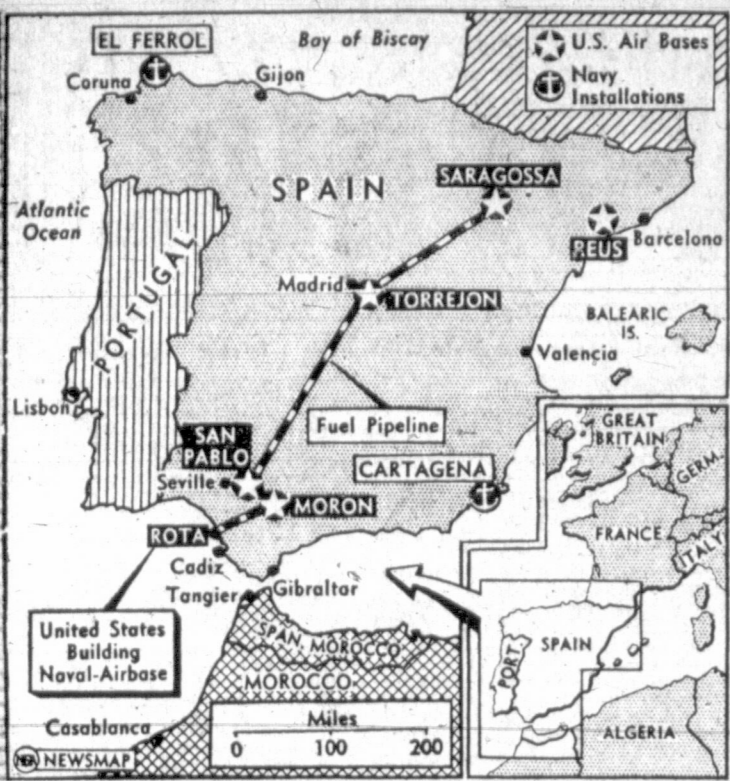 EL FERROL
Bay of Biscay
U.S. Air Bases
Navy
Installations
Coruna
Gijon
SPAIN
SARAGOSSA
Atlantic
Ocean
REUS
Barcelona
PORTUGAL
Madrid
TORREJON
BALEARIC
IS.
Valencia
Lisbon
Fuel Pipeline
SAN
PABLO
Seville
CARTAGENA
MORON
ROTA
Cadiz
Gibraltar
Tangier
United States
Building
Naval-Airbase
SPAN. MOROCCO
MOROCCO
Miles
0 100 200
Casablanca
NEWSMAP
GREAT
BRITAIN
GERM.
FRANCE
ITALY
SPAIN
PORT.
ALGERIA